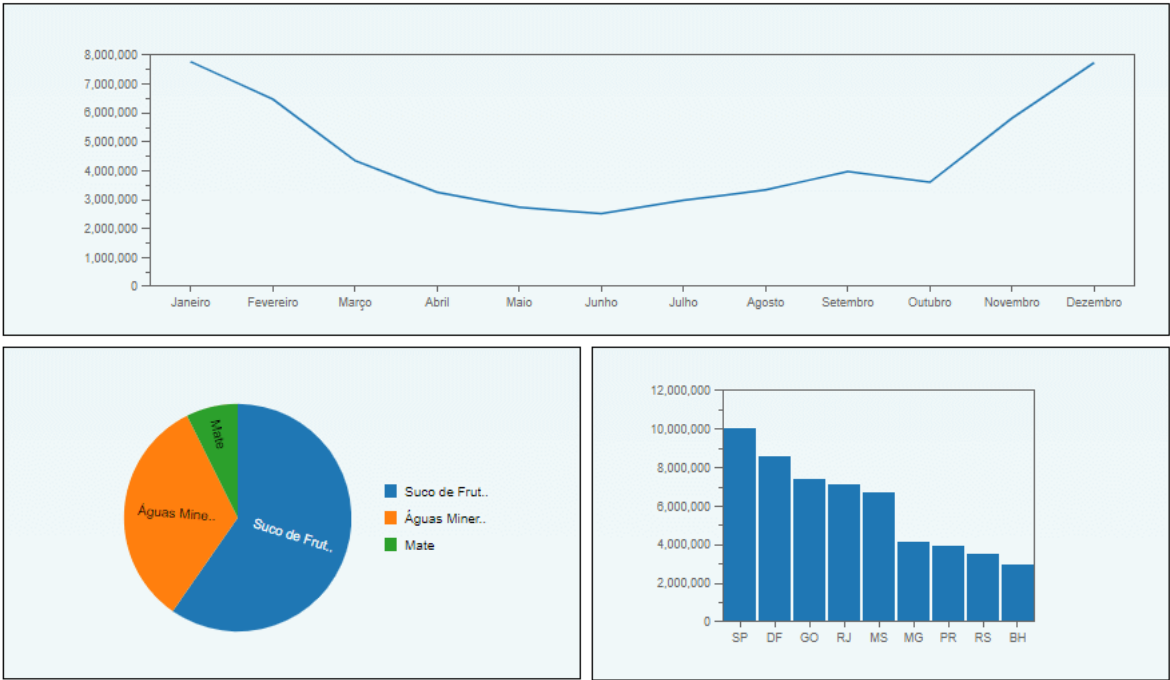 8,000,000
7,000,000
6,000,000
5,000,000
4,000,000
3,000,000
2,000,000
1,000,000
0
Janeiro Fevereiro Março Abril Maio Junho Julho Agosto Setembro Outubro Novembro Dezembro
Mate
Águas Mine..
Suco de Frut..
Suco de Frut..
Águas Miner..
Mate
12,000,000
10,000,000
8,000,000
6,000,000
4,000,000
2,000,000
0
SP DF GO RJ MS MG PR RS BH